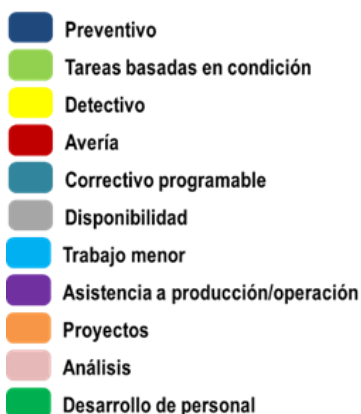 Preventivo
Tareas basadas en condición
Detectivo
Avería
Correctivo programable
Disponibilidad
Trabajo menor
Asistencia a producción/operación
Proyectos
Análisis
Desarrollo de personal